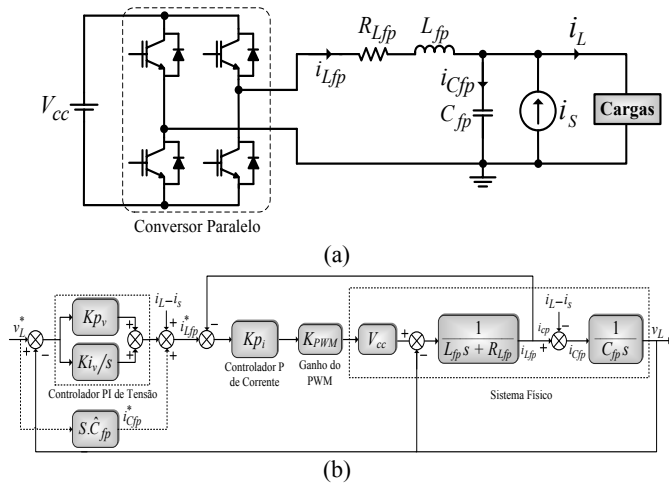 V_cc
R_Lfp
L_fp
i_L
i_Lfp
i_Cfp
C_fp
i_S
Cargas
Conversor Paralelo
(a)
v_L^*
+
−
Kp_v
Ki_v/s
+
+
Controlador PI de Tensão
S.Ĉ_fp
i_Cfp^*
i_L−i_s
+
+
+
i_Lfp^*
−
Kp_i
Controlador P
de Corrente
K_PWM
Ganho do
PWM
V_cc
+
−
1
L_fp s + R_Lfp
i_cp
i_Lfp
i_L−i_s
−
+
i_Cfp
1
C_fp s
v_L
Sistema Físico
(b)